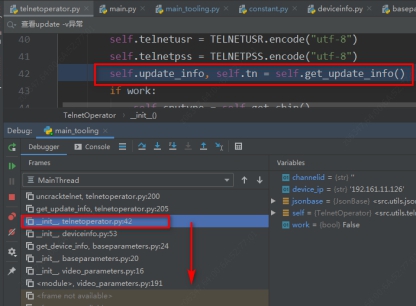 telnetoperator.py
main.py
main_tooling.py
constant.py
deviceinfo.py
basepara
查看update -v异常
40
self.telnetusr = TELNETUSR.encode("utf-8")
41
self.telnetpss = TELNETPSS.encode("utf-8")
42
self.update_info, self.tn = self.get_update_info()
43
if work:
44
TelnetOperator
__init__()
Debug:
main_tooling
Debugger
Console
Frames
Variables
MainThread
uncracktelnet, telnetoperator.py:200
get_update_info, telnetoperator.py:205
__init__, telnetoperator.py:42
__init__, deviceinfo.py:53
get_device_info, baseparameters.py:24
__init__, baseparameters.py:20
__init__, video_parameters.py:16
<module>, video_parameters.py:191
<frame not available>
channelid = {str} ''
device_ip = {str} '192.161.11.126'
jsonbase = {JsonBase} <src.utils.j
self = {TelnetOperator} <src.utils.tel
work = {bool} False